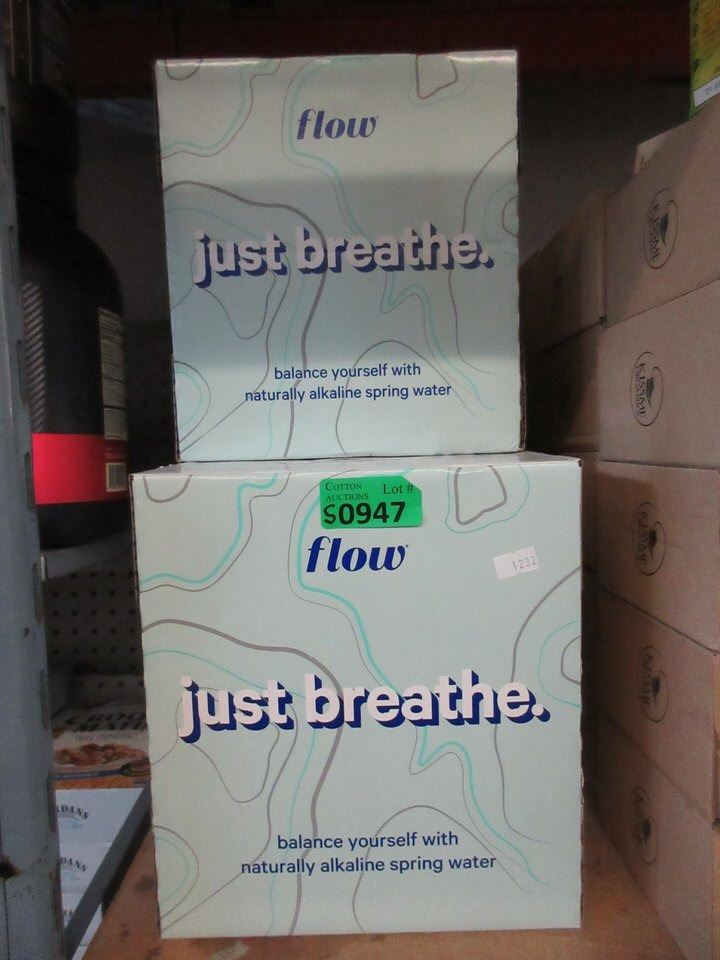 flow
just breathe.
balance yourself with
naturally alkaline spring water
COTTON
AUCTIONS Lot #
S0947
flow
1232
just breathe.
balance yourself with
naturally alkaline spring water